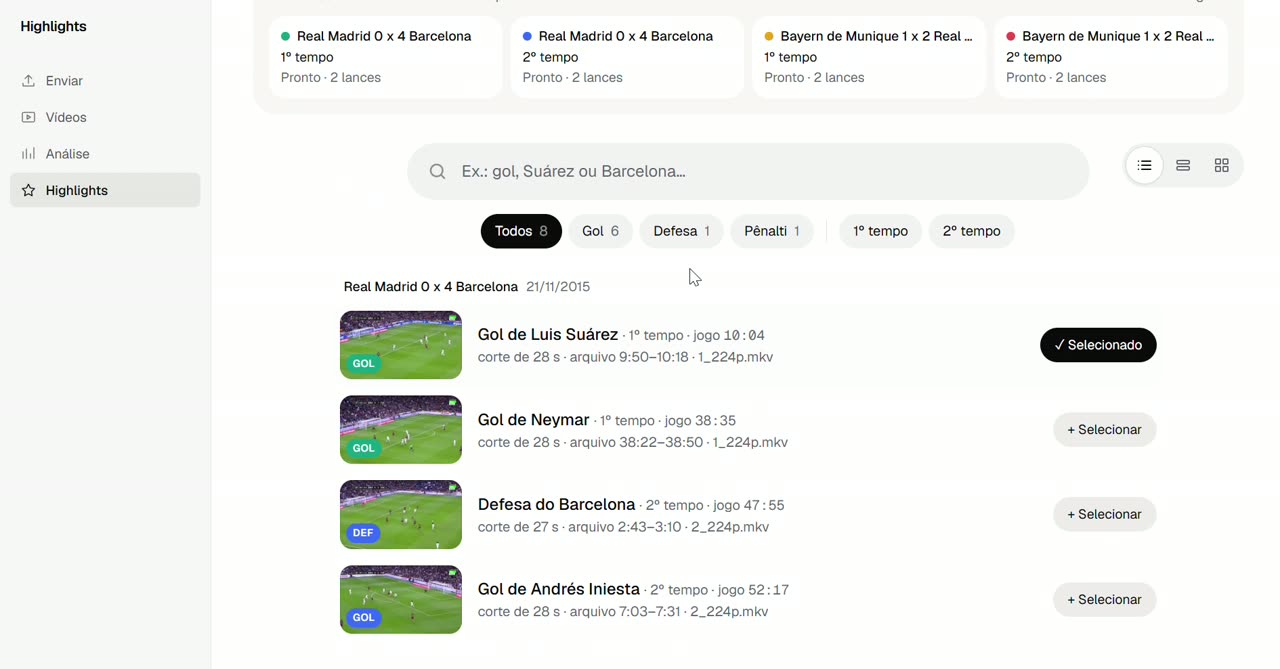 Highlights
Enviar
Vídeos
Análise
Highlights
Real Madrid 0 x 4 Barcelona
1º tempo
Pronto · 2 lances
Real Madrid 0 x 4 Barcelona
2º tempo
Pronto · 2 lances
Bayern de Munique 1 x 2 Real ...
1º tempo
Pronto · 2 lances
Bayern de Munique 1 x 2 Real ...
2º tempo
Pronto · 2 lances
Ex.: gol, Suárez ou Barcelona...
Todos 8 Gol 6 Defesa 1 Pênalti 1 1º tempo 2º tempo
Real Madrid 0 x 4 Barcelona 21/11/2015
GOL
Gol de Luis Suárez · 1º tempo · jogo 10:04
corte de 28 s · arquivo 9:50–10:18 · 1_224p.mkv
✓ Selecionado
GOL
Gol de Neymar · 1º tempo · jogo 38:35
corte de 28 s · arquivo 38:22–38:50 · 1_224p.mkv
+ Selecionar
DEF
Defesa do Barcelona · 2º tempo · jogo 47:55
corte de 27 s · arquivo 2:43–3:10 · 2_224p.mkv
+ Selecionar
GOL
Gol de Andrés Iniesta · 2º tempo · jogo 52:17
corte de 28 s · arquivo 7:03–7:31 · 2_224p.mkv
+ Selecionar